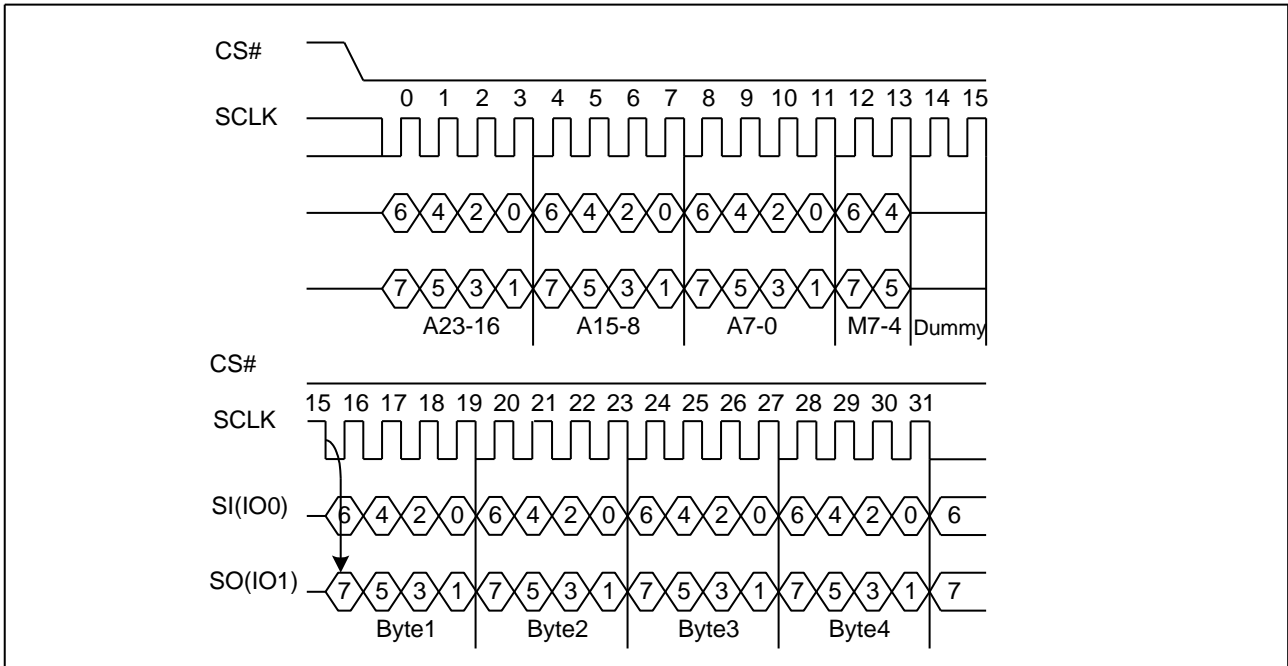 CS#
0 1 2 3 4 5 6 7 8 9 10 11 12 13 14 15
SCLK
6 4 2 0 6 4 2 0 6 4 2 0 6 4
7 5 3 1 7 5 3 1 7 5 3 1 7 5
A23-16 A15-8 A7-0 M7-4 Dummy
CS#
15 16 17 18 19 20 21 22 23 24 25 26 27 28 29 30 31
SCLK
SI(IO0) 6 4 2 0 6 4 2 0 6 4 2 0 6 4 2 0 6
SO(IO1) 7 5 3 1 7 5 3 1 7 5 3 1 7 5 3 1 7
Byte1 Byte2 Byte3 Byte4